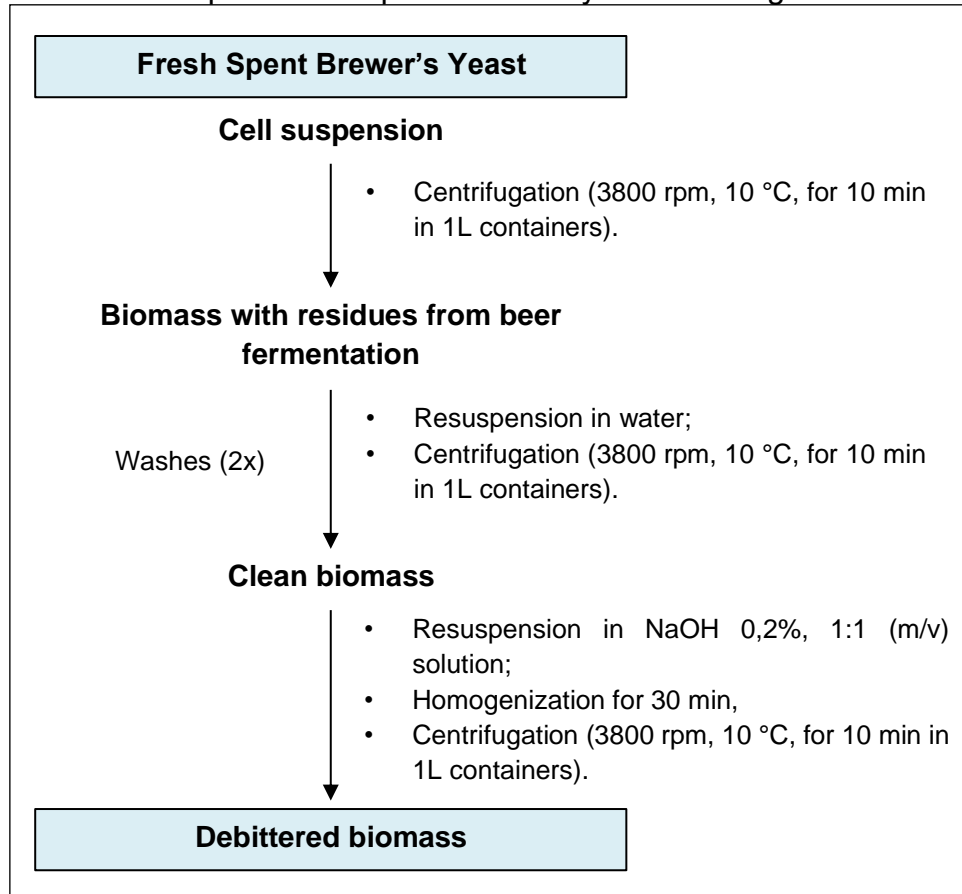 Fresh Spent Brewer's Yeast
Cell suspension
• Centrifugation (3800 rpm, 10 °C, for 10 min
in 1L containers).
Biomass with residues from beer
fermentation
Washes (2x)
• Resuspension in water;
• Centrifugation (3800 rpm, 10 °C, for 10 min
in 1L containers).
Clean biomass
• Resuspension in NaOH 0,2%, 1:1 (m/v)
solution;
• Homogenization for 30 min,
• Centrifugation (3800 rpm, 10 °C, for 10 min in
1L containers).
Debittered biomass